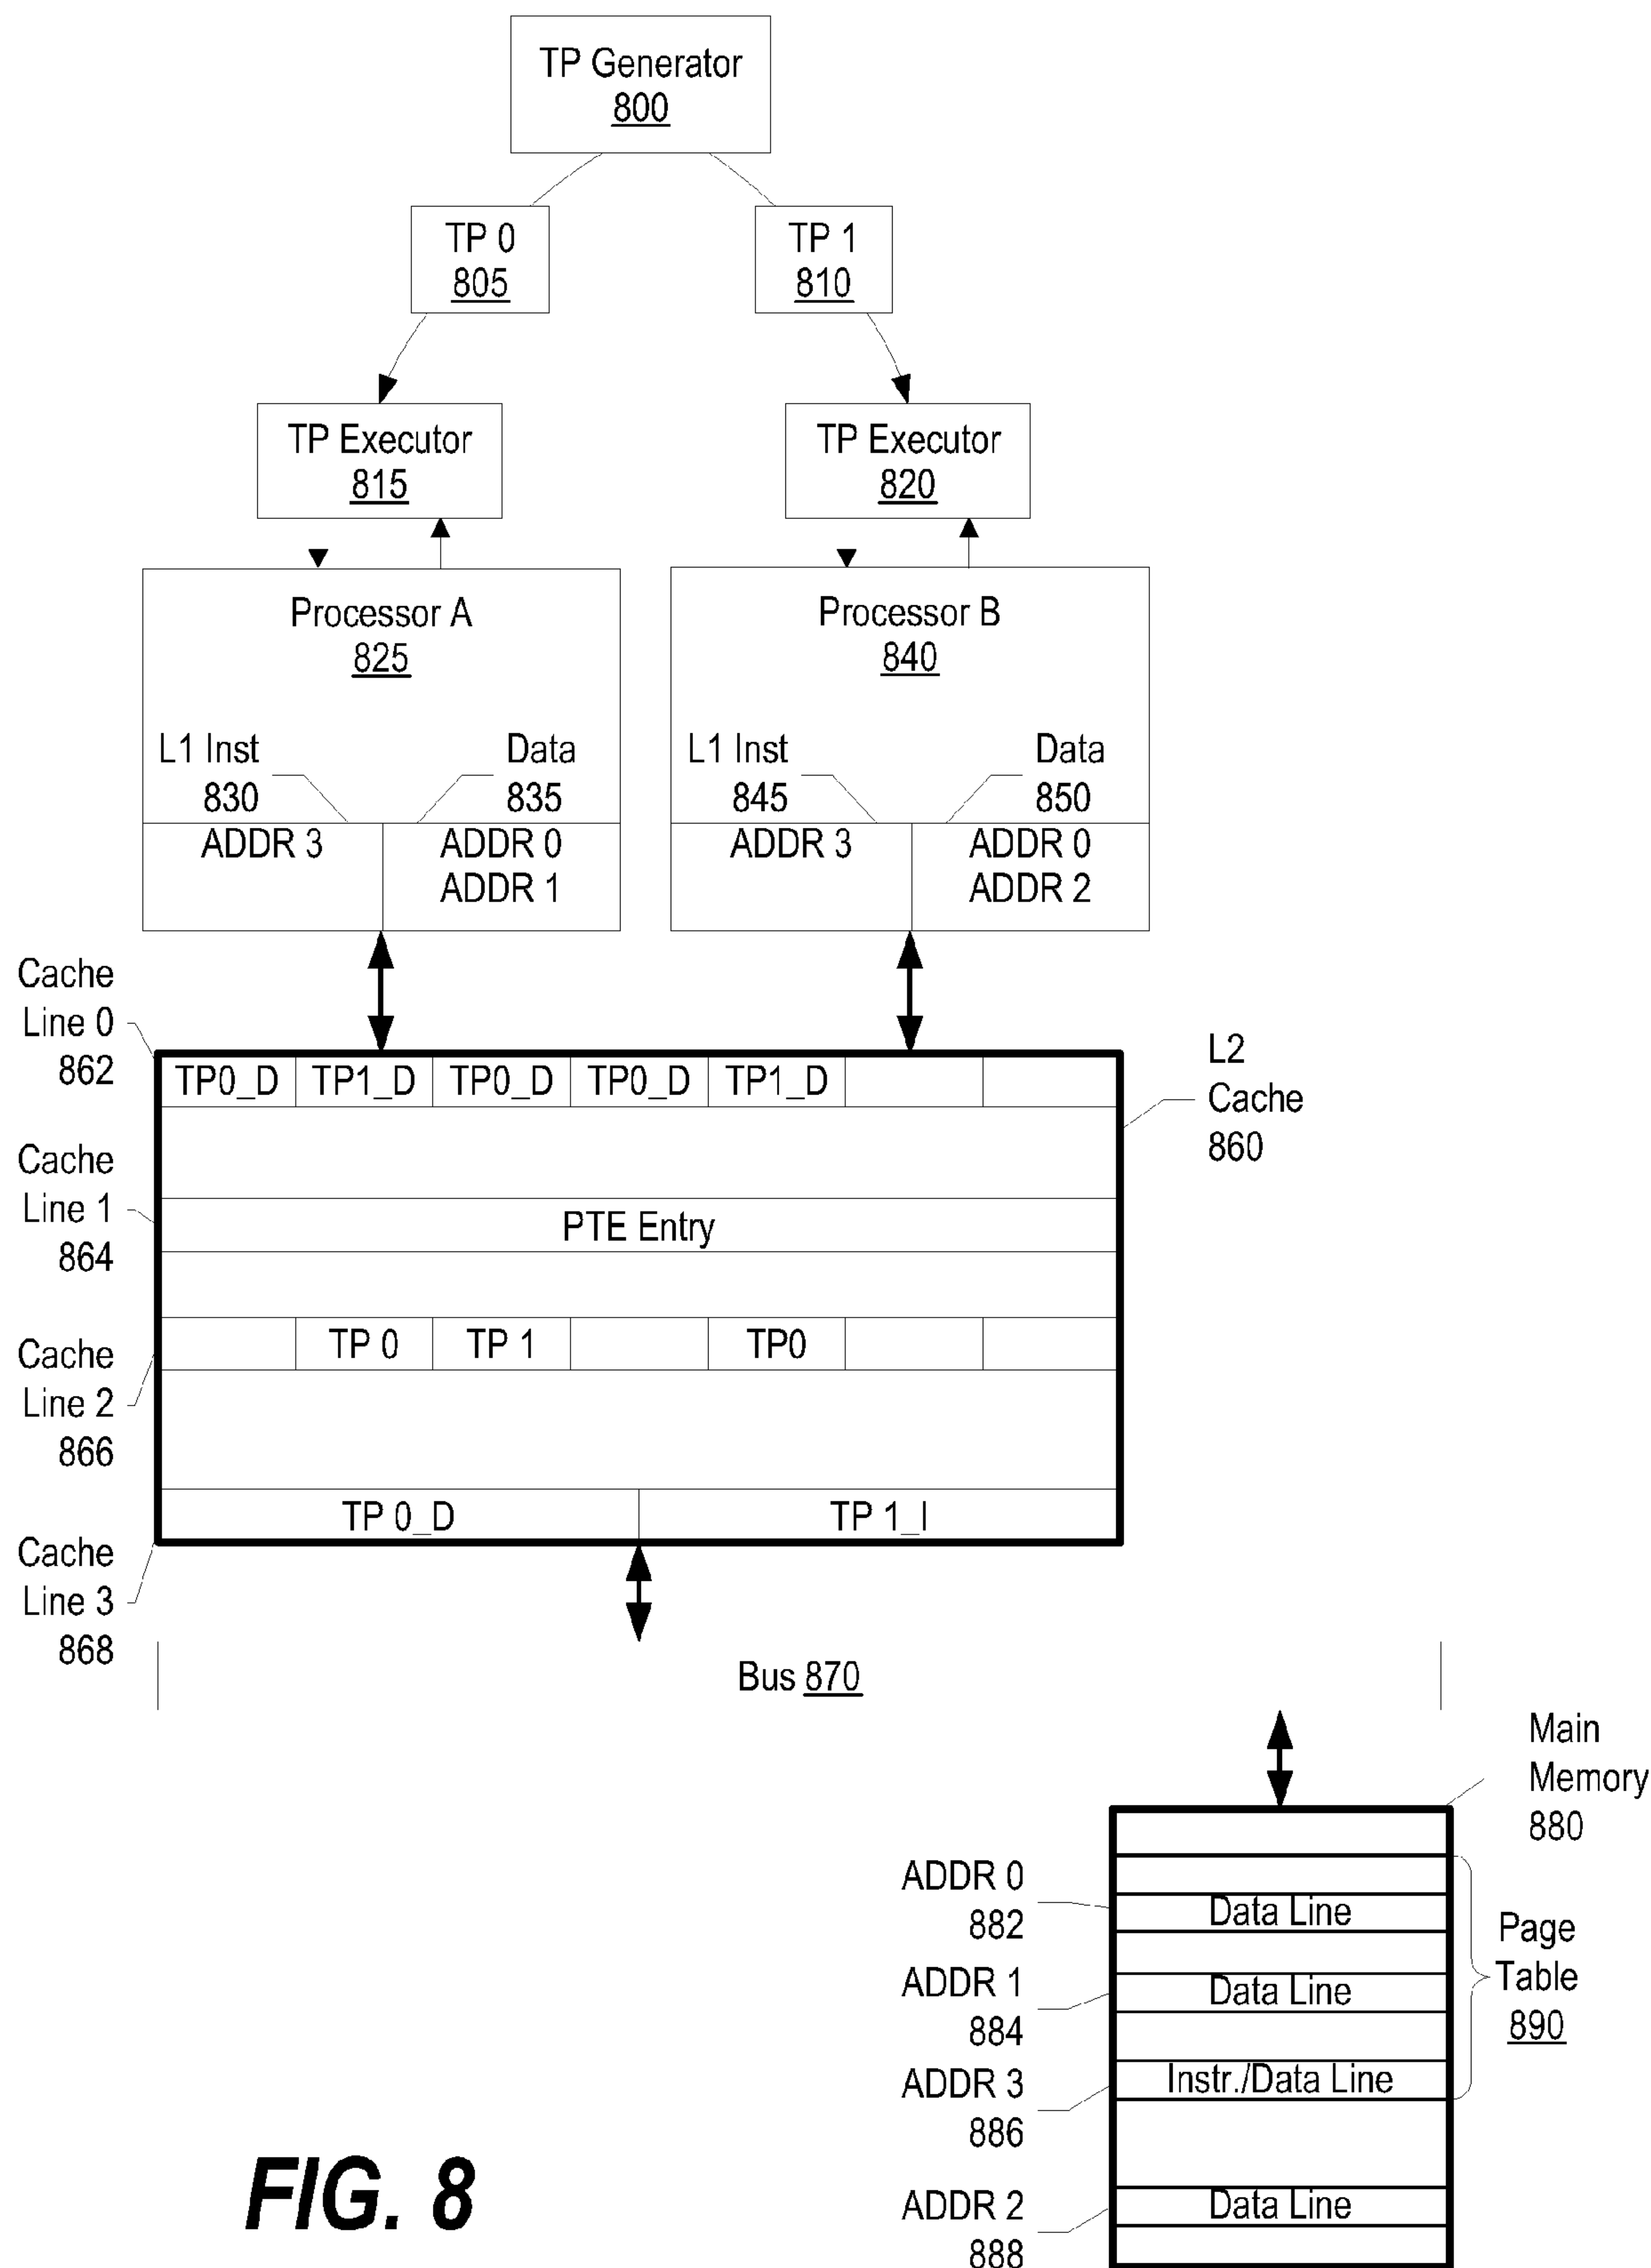 TP Generator
800
TP 0
805
TP 1
810
TP Executor
815
TP Executor
820
Processor A
825
Processor B
840
L1 Inst
830
Data
835
L1 Inst
845
Data
850
ADDR 3
ADDR 0
ADDR 1
ADDR 3
ADDR 0
ADDR 2
Cache
Line 0
862
TP0_D TP1_D TP0_D TP0_D TP1_D
L2
Cache
860
Cache
Line 1
864
PTE Entry
Cache
Line 2
866
TP 0 TP 1 TP0
Cache
Line 3
868
TP 0_D TP 1_I
Bus 870
Main
Memory
880
ADDR 0
882
Data Line
ADDR 1
884
Data Line
Page
Table
890
ADDR 3
886
Instr./Data Line
ADDR 2
888
Data Line
FIG. 8